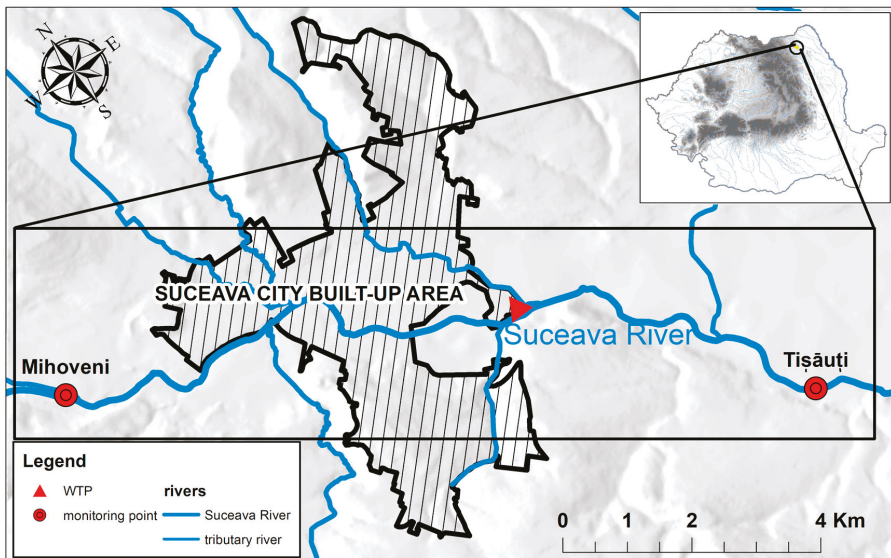 N
E
W
S
SUCEAVA CITY BUILT-UP AREA
Suceava River
Mihoveni
Tișăuți
Legend
WTP
rivers
monitoring point
Suceava River
tributary river
0 1 2 4 Km